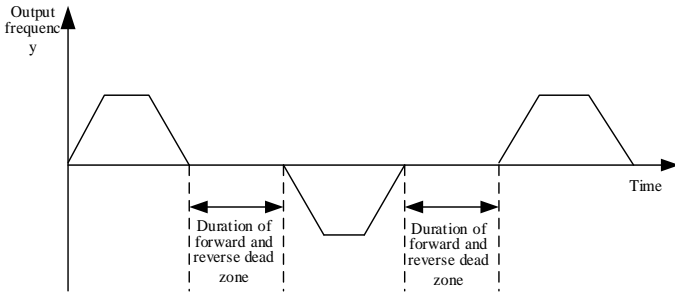 Output
frequenc
y
Time
Duration of
forward and
reverse dead
zone
Duration of
forward and
reverse dead
zone